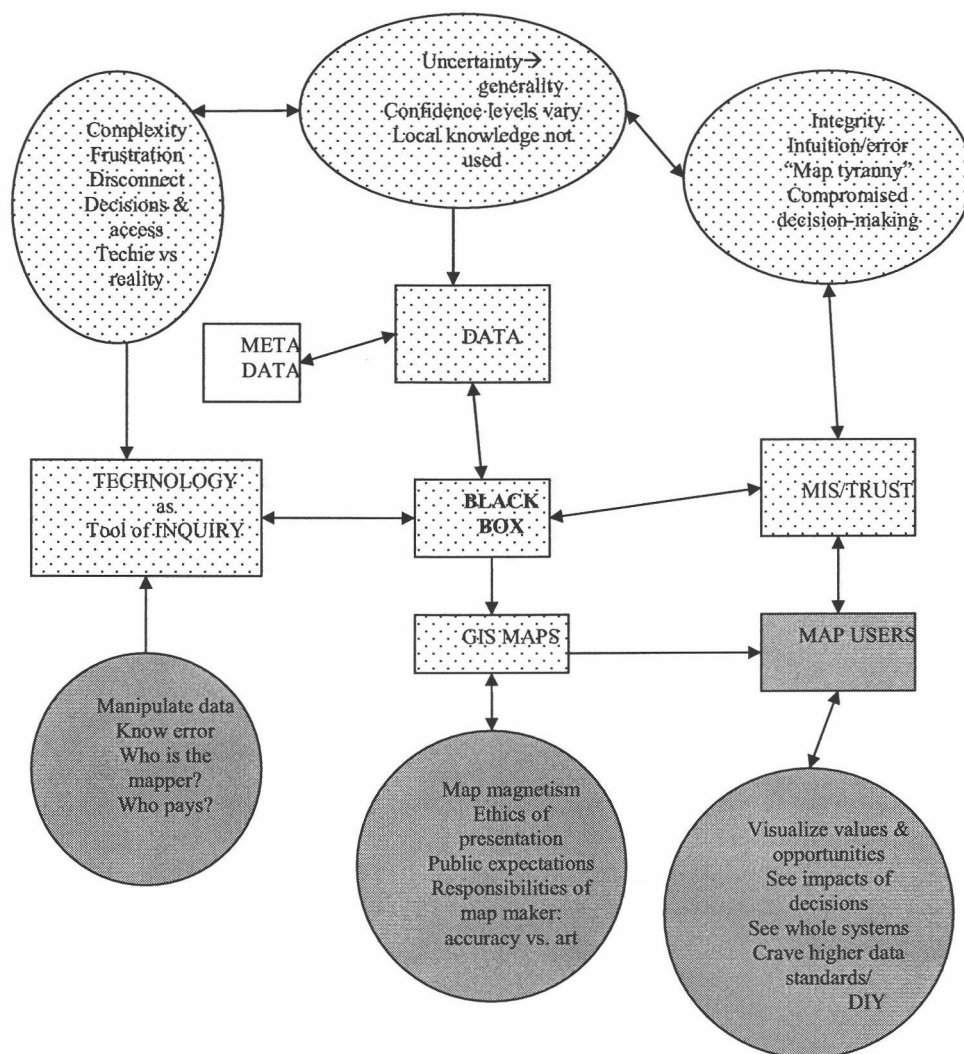 Uncertainty→
generality
Confidence levels vary
Local knowledge not
used
Complexity
Frustration
Disconnect
Decisions &
access
Techie vs
reality
Integrity
Intuition/error
“Map tyranny”
Compromised
decision-making
META
DATA
DATA
TECHNOLOGY
as
Tool of INQUIRY
BLACK
BOX
MIS/TRUST
GIS MAPS
MAP USERS
Manipulate data
Know error
Who is the
mapper?
Who pays?
Map magnetism
Ethics of
presentation
Public expectations
Responsibilities of
map maker:
accuracy vs. art
Visualize values &
opportunities
See impacts of
decisions
See whole systems
Crave higher data
standards/
DIY